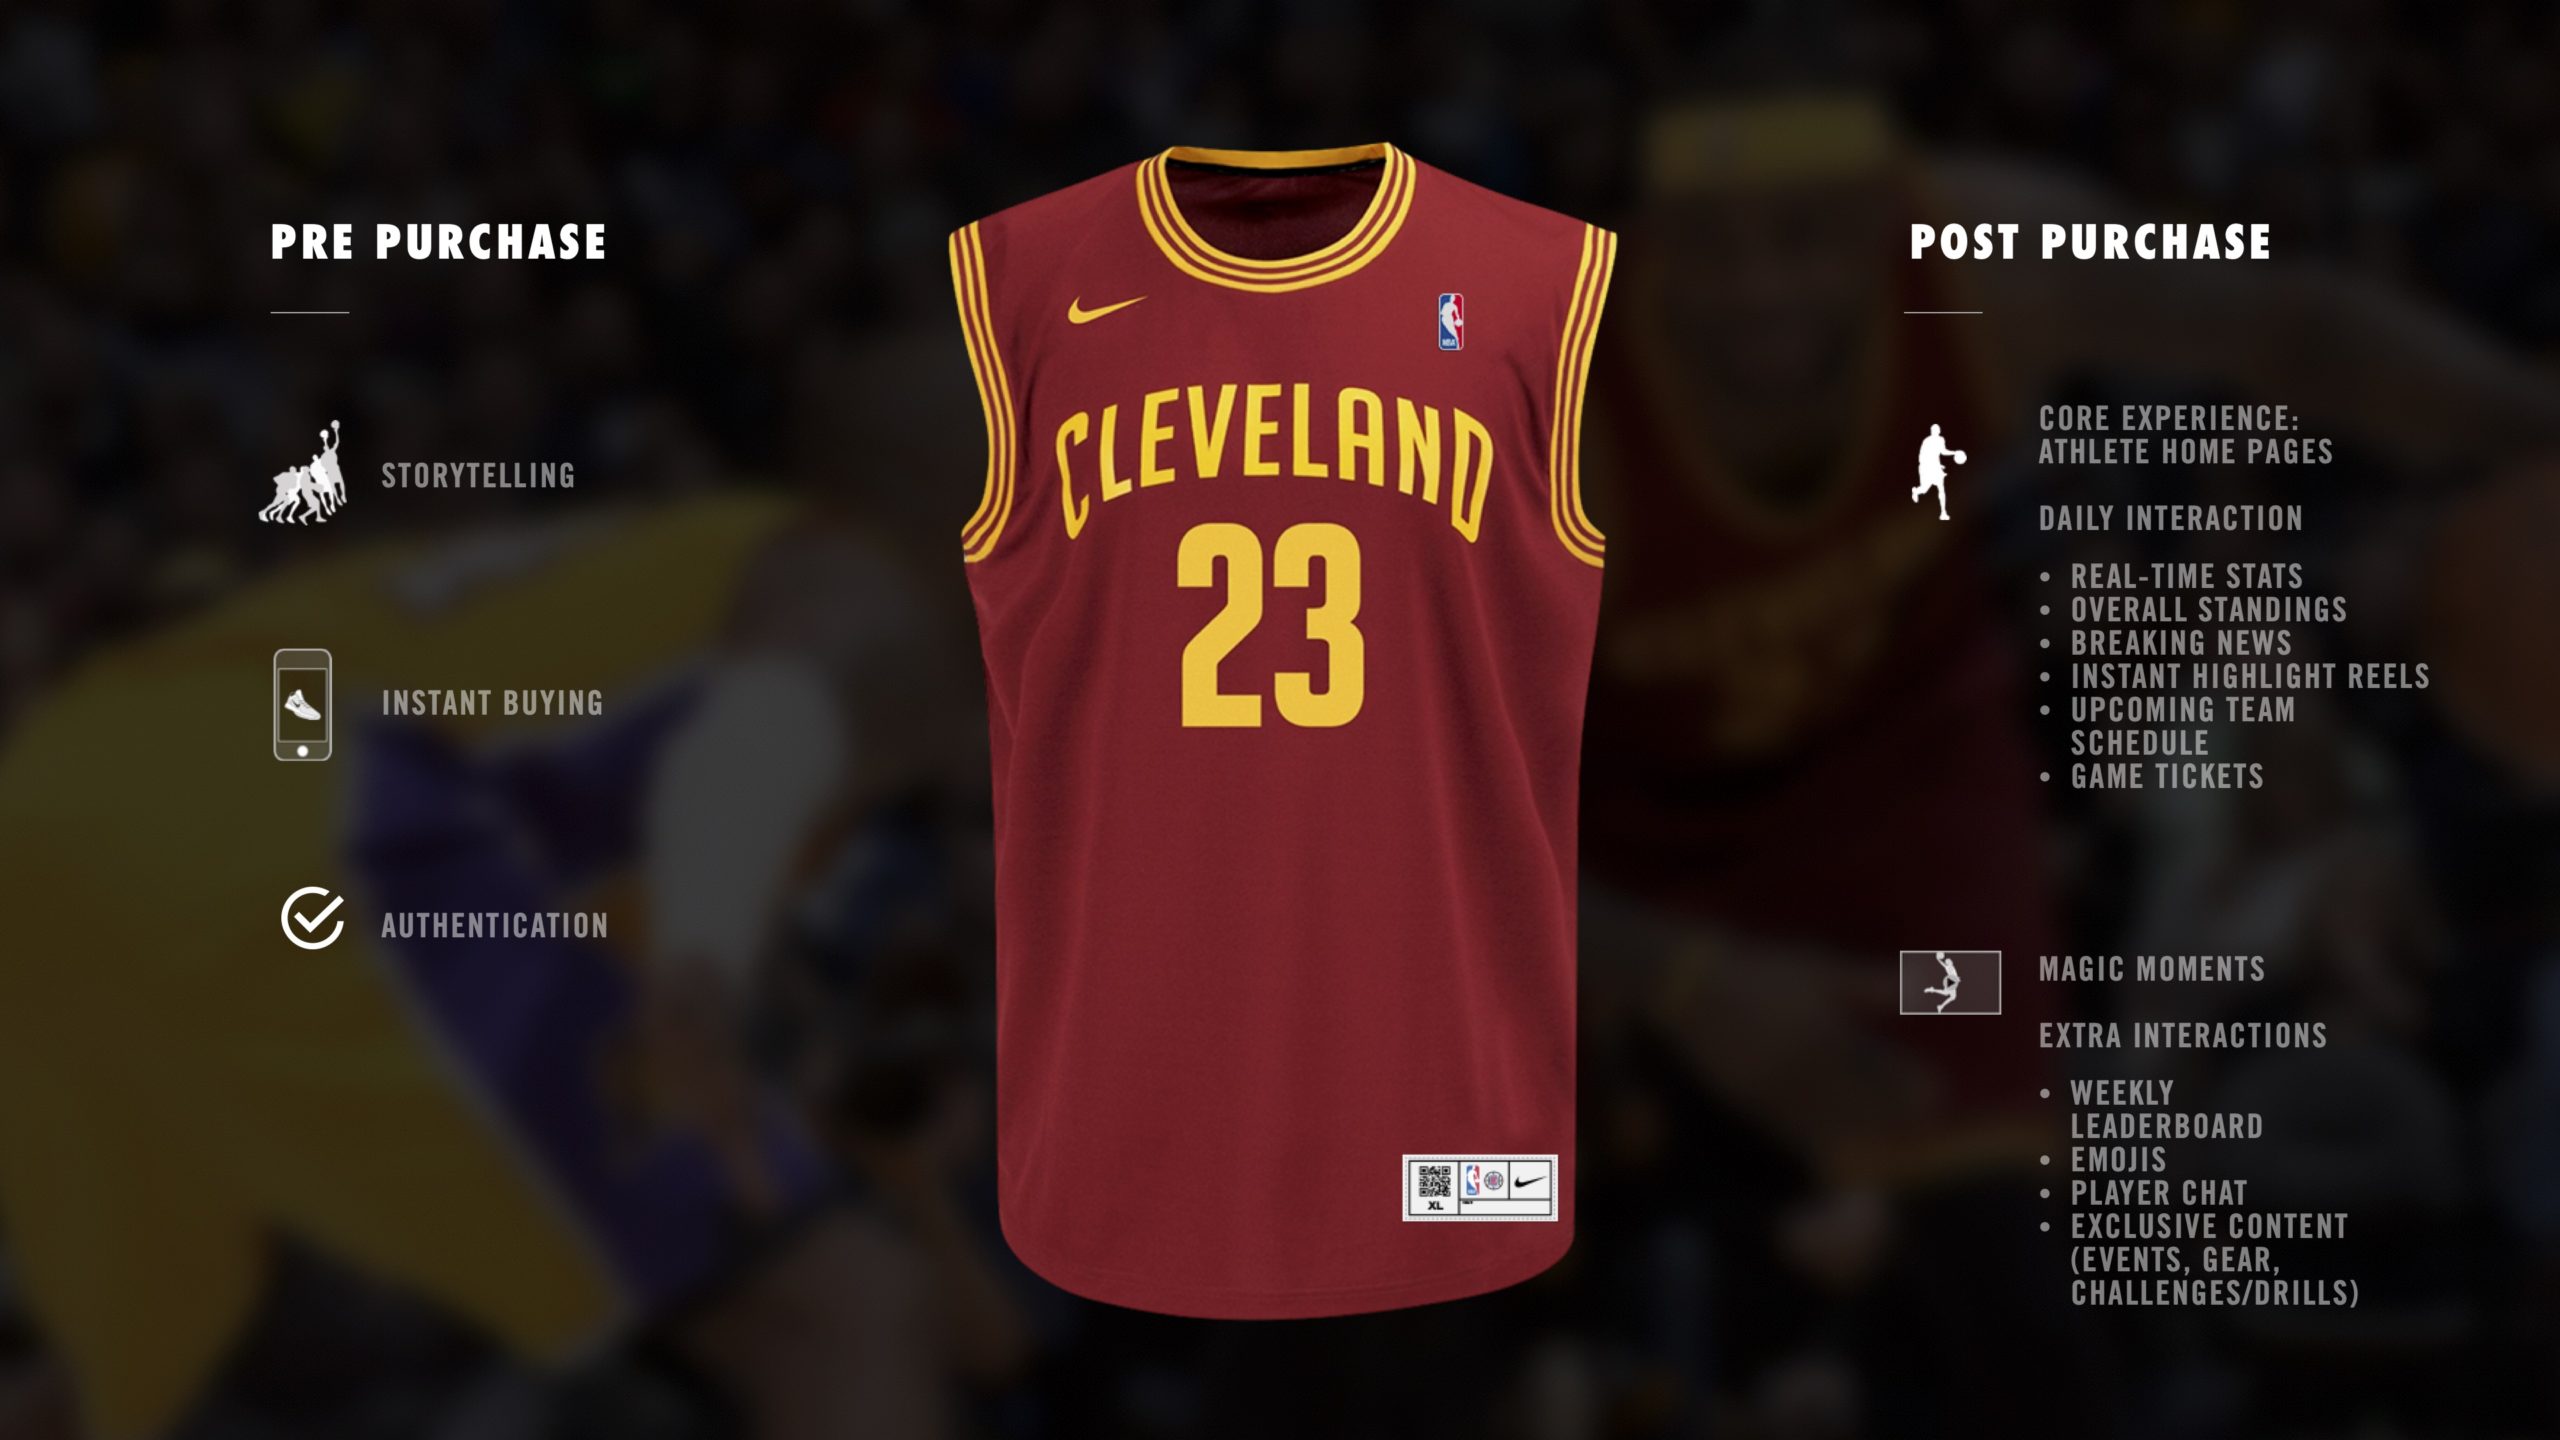 PRE PURCHASE
STORYTELLING
INSTANT BUYING
AUTHENTICATION
CLEVELAND
23
NBA
XL
POST PURCHASE
CORE EXPERIENCE:
ATHLETE HOME PAGES
DAILY INTERACTION
• REAL-TIME STATS
• OVERALL STANDINGS
• BREAKING NEWS
• INSTANT HIGHLIGHT REELS
• UPCOMING TEAM
SCHEDULE
• GAME TICKETS
MAGIC MOMENTS
EXTRA INTERACTIONS
• WEEKLY
LEADERBOARD
• EMOJIS
• PLAYER CHAT
• EXCLUSIVE CONTENT
(EVENTS, GEAR,
CHALLENGES/DRILLS)